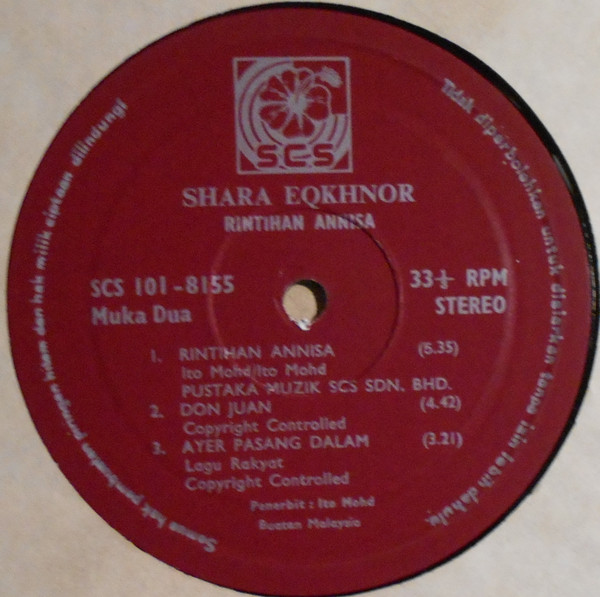 SCS
SHARA EQKHNOR
RINTIHAN ANNISA
SCS 101-8155
Muka Dua
33⅓ RPM
STEREO
1. RINTIHAN ANNISA (5.35)
Ito Mohd/Ito Mohd
PUSTAKA MUZIK SCS SDN. BHD.
2. DON JUAN (4.42)
Copyright Controlled
3. AYER PASANG DALAM (3.21)
Lagu Rakyat
Copyright Controlled
Penerbit : Ito Mohd
Buatan Malaysia
Semua hak pembuatan piringan hitam dan hak milik ciptaan dilindungi
Tidak diperbolehkan untuk disiarkan tanpa izin lebih dahulu.